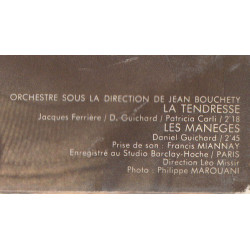 ORCHESTRE SOUS LA DIRECTION DE JEAN BOUCHETY
LA TENDRESSE
Jacques Ferrière / D. Guichard / Patricia Carli / 2'18
LES MANEGES
Daniel Guichard / 2'45
Prise de son : Francis MIANNAY
Enregistré au Studio Barclay-Hoche / PARIS
Direction Léo Missir
Photo : Philippe MAROUANI